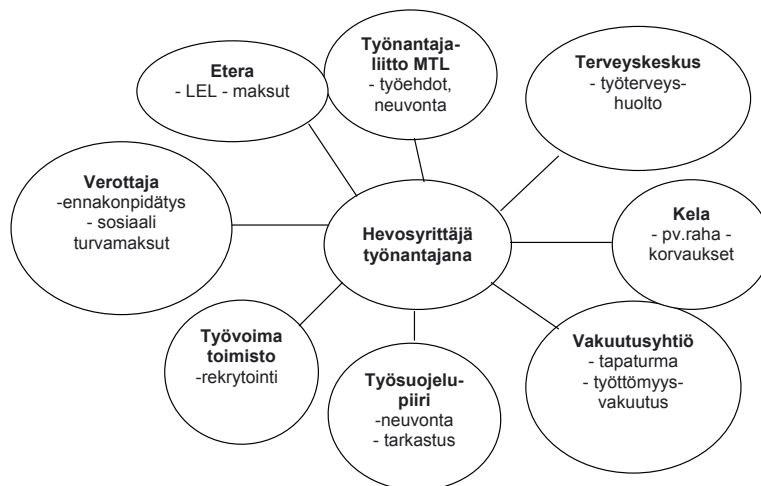 Etera
- LEL - maksut
Työnantaja-
liitto MTL
- työehdot,
neuvonta
Terveyskeskus
- työterveys-
huolto
Verottaja
-ennakonpidätys
- sosiaali
turvamaksut
Hevosyrittäjä
työnantajana
Kela
- pv.raha -
korvaukset
Työvoima
toimisto
-rekrytointi
Työsuojelu-
piiri
-neuvonta
- tarkastus
Vakuutusyhtiö
- tapaturma
- työttömyys-
vakuutus